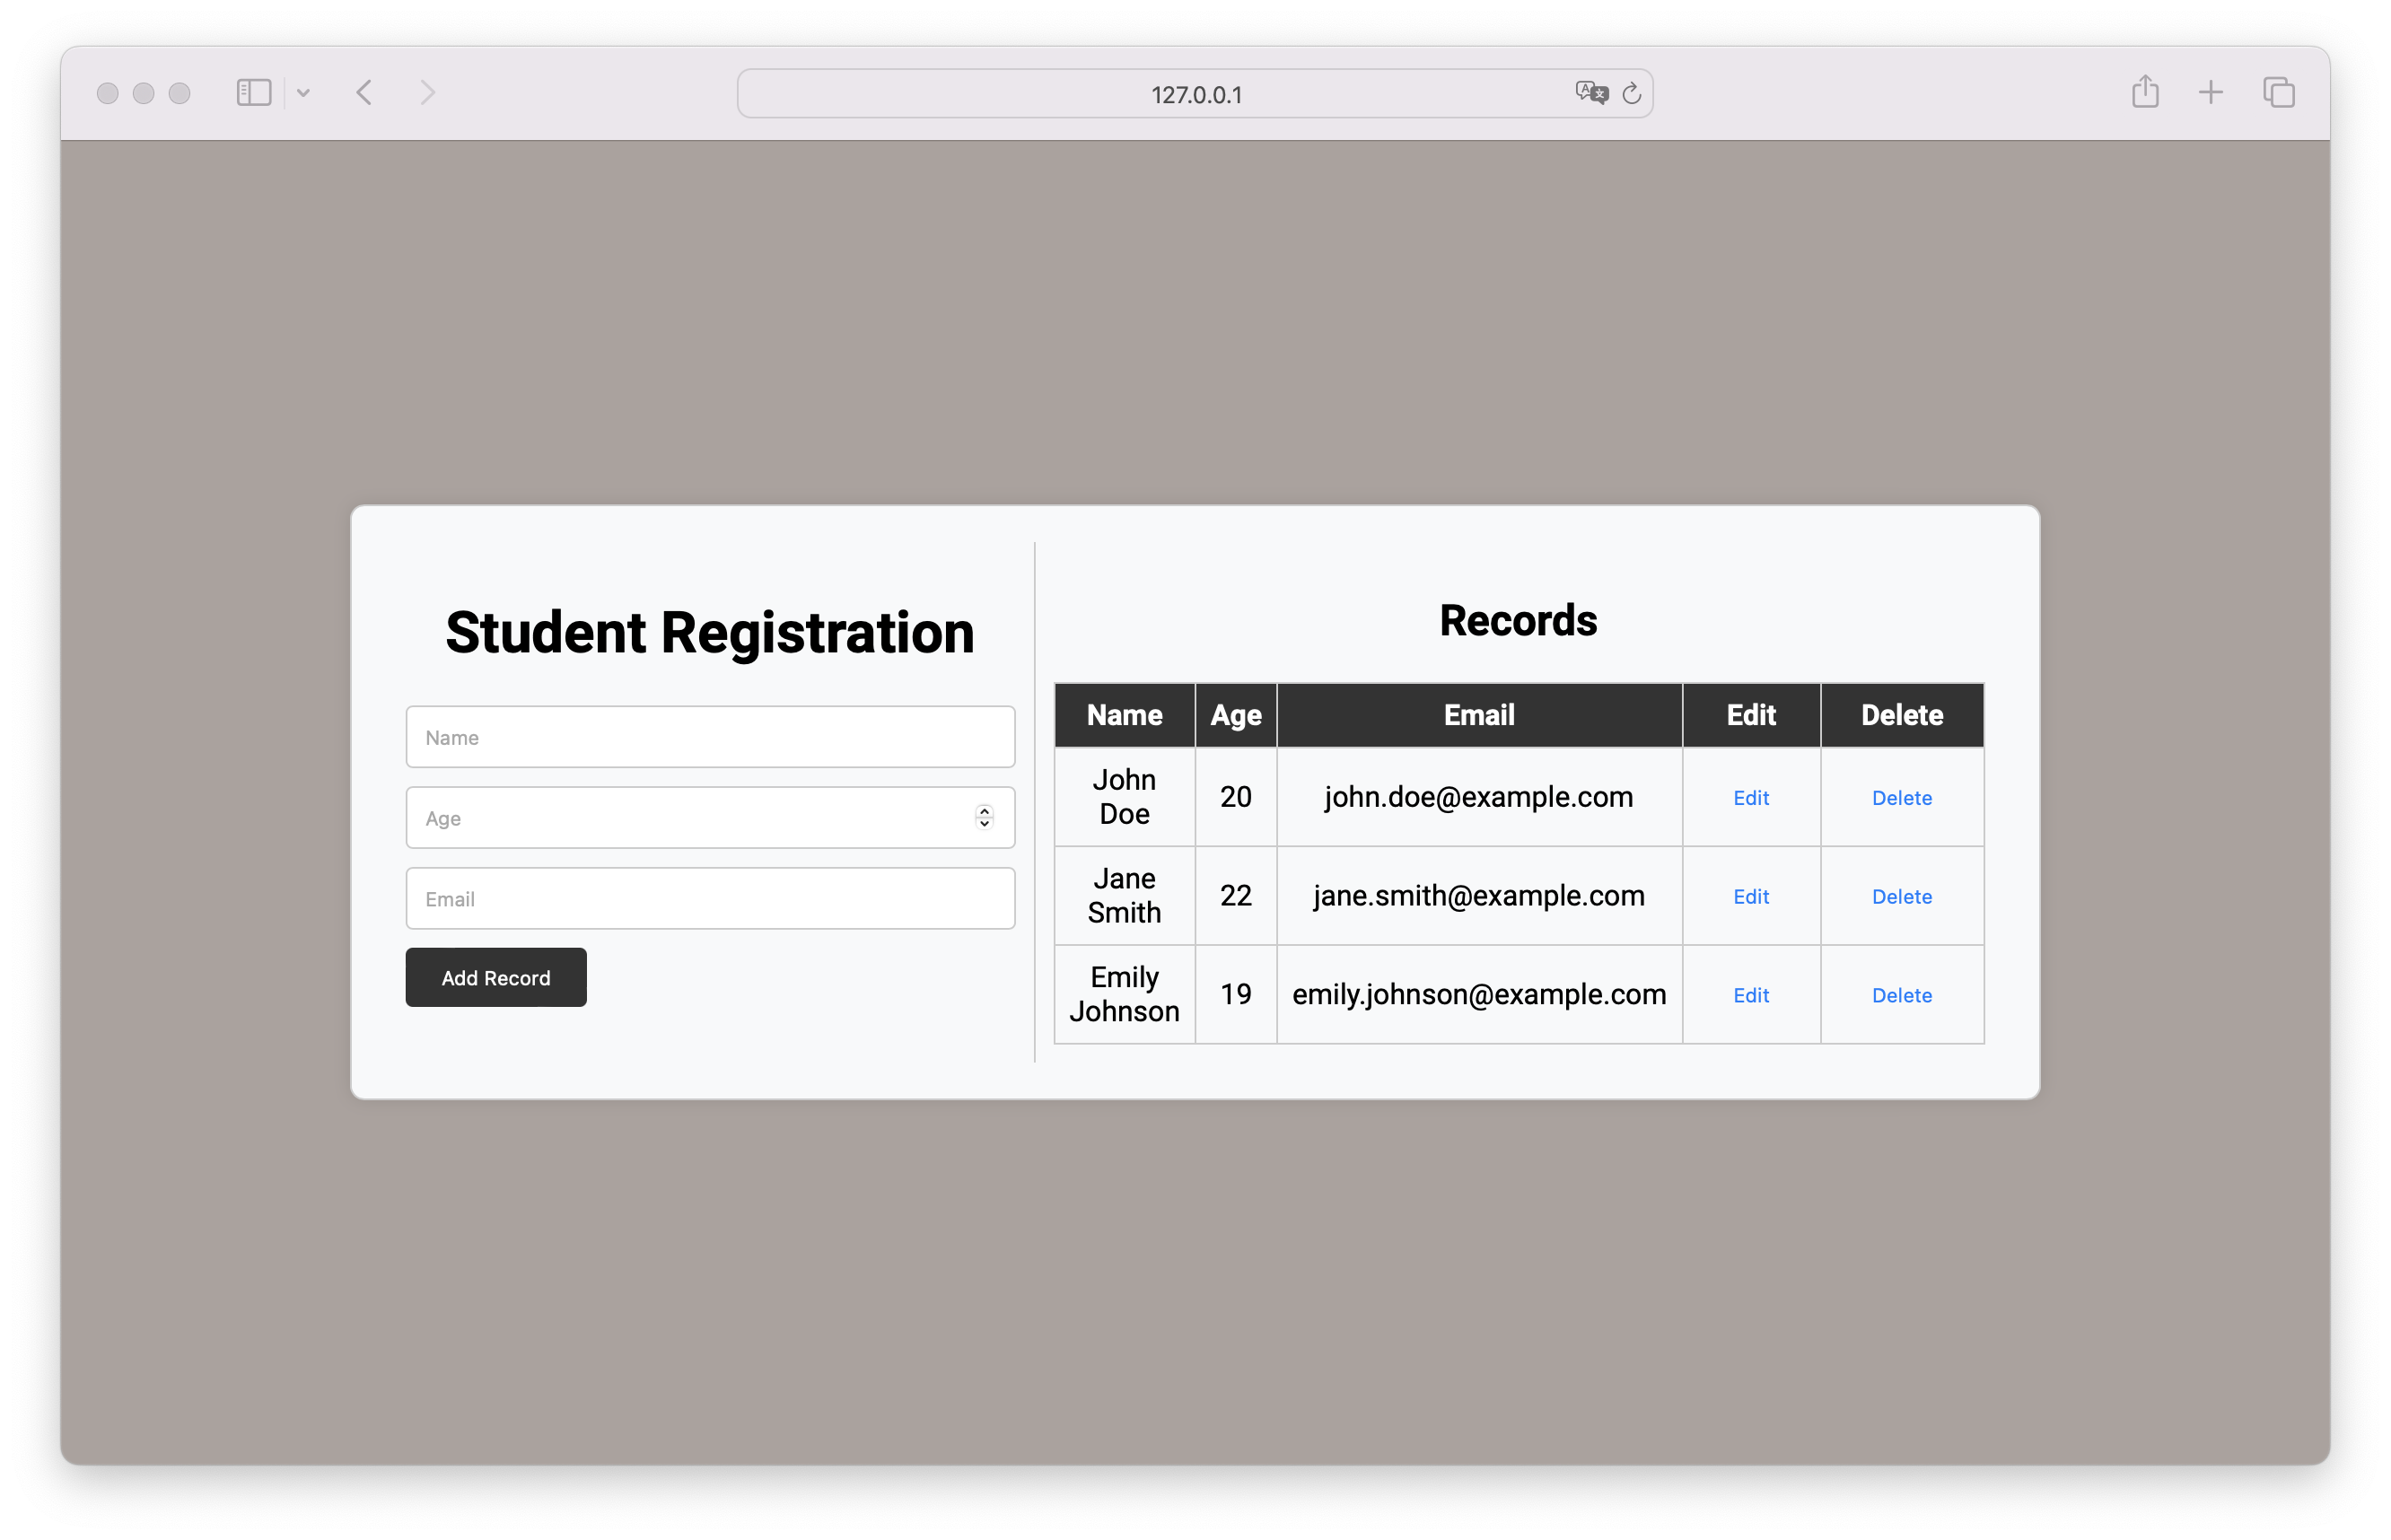 127.0.0.1
Student Registration
Name
Age
Email
Add Record
Records
Name Age Email Edit Delete
John
Doe
20 john.doe@example.com Edit Delete
Jane
Smith
22 jane.smith@example.com Edit Delete
Emily
Johnson
19 emily.johnson@example.com Edit Delete